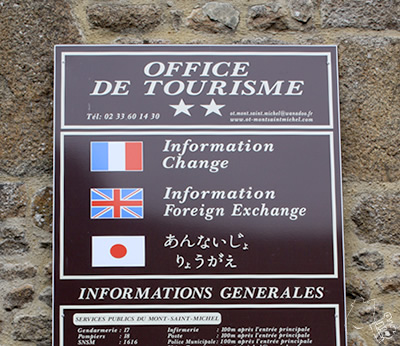 OFFICE
DE TOURISME
Tél: 02 33 60 14 30
ot.mont.saint.michel@wanadoo.fr
www.ot-montsaintmichel.com
Information
Change
Information
Foreign Exchange
あんないじょ
りょうがえ
INFORMATIONS GENERALES
SERVICES PUBLICS DU MONT-SAINT-MICHEL
Gendarmerie : 17
Infirmerie : 100m après l'entrée principale
Pompiers : 18
Poste : 100m après l'entrée principale
SNSM : 1616
Police Municipale : 100m après l'entrée principale